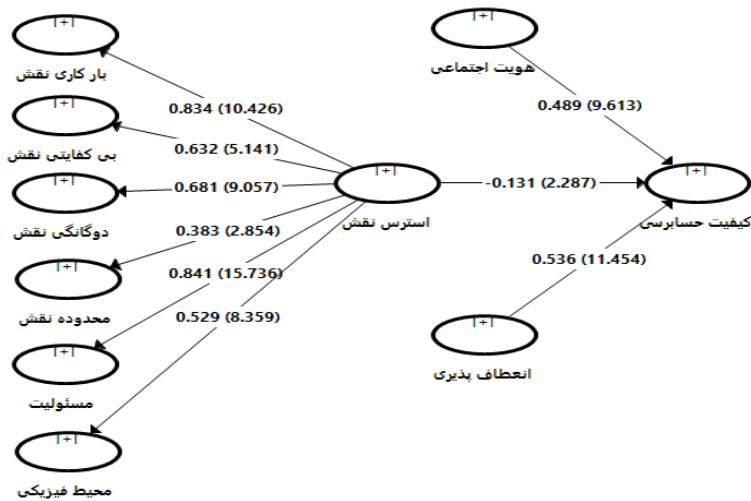 |+|
بار کاری نقش
|+|
بی کفایتی نقش
|+|
دوگانگی نقش
|+|
محدوده نقش
|+|
مسئولیت
|+|
محیط فیزیکی
0.834 (10.426)
0.632 (5.141)
0.681 (9.057)
0.383 (2.854)
0.841 (15.736)
0.529 (8.359)
|+|
استرس نقش
|+|
هویت اجتماعی
0.489 (9.613)
-0.131 (2.287)
|+|
کیفیت حسابرسی
0.536 (11.454)
|+|
انعطاف پذیری